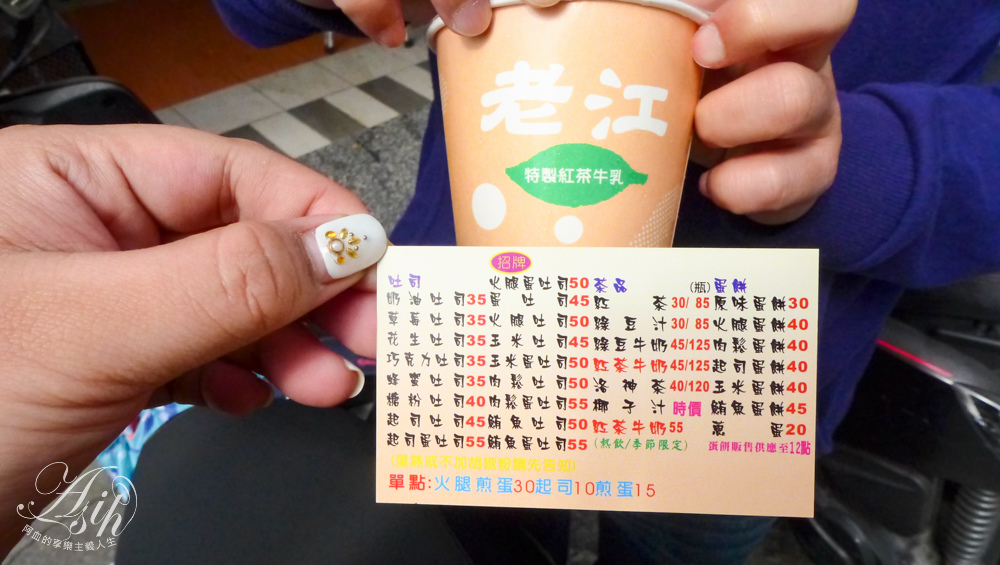 老江
特製紅茶牛乳
招牌
吐司 火腿蛋吐司50 茶品 (瓶) 蛋餅
奶油吐司35 蛋吐司45 紅茶30/85 原味蛋餅30
草莓吐司35 火腿吐司50 綠豆汁30/85 火腿蛋餅40
花生吐司35 玉米吐司45 綠豆牛奶45/125 肉鬆蛋餅40
巧克力吐司35 玉米蛋吐司50 紅茶牛奶45/125 起司蛋餅40
蜂蜜吐司35 肉鬆吐司50 洛神茶40/120 玉米蛋餅40
糖粉吐司40 肉鬆蛋吐司55 椰子汁時價 鮪魚蛋餅45
起司吐司45 鮪魚吐司50 紅茶牛奶55 蔥蛋20
起司蛋吐司55 鮪魚蛋吐司55 (熱飲/季節限定) 蛋餅販售供應至12點
單點:火腿煎蛋30起司10煎蛋15
Aih
阿血的享樂主義人生